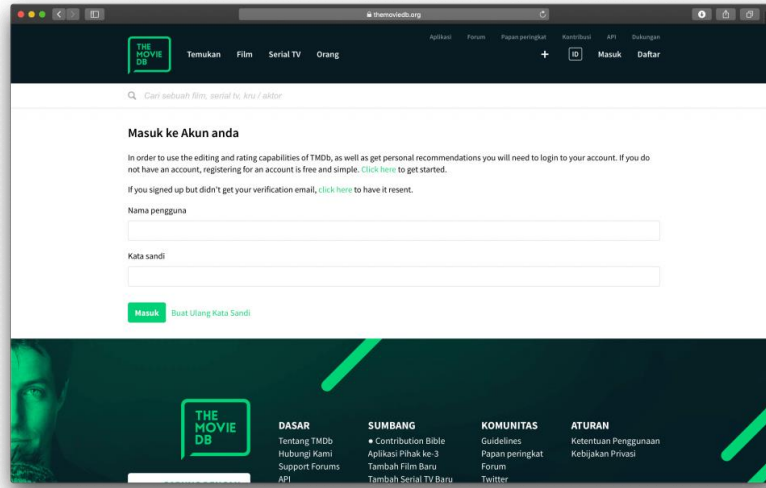 themoviedb.org
Aplikasi Forum Papan peringkat Kontribusi API Dukungan
THE
MOVIE
DB
Temukan Film Serial TV Orang
+ ID Masuk Daftar
Cari sebuah film, serial tv, kru / aktor
Masuk ke Akun anda
In order to use the editing and rating capabilities of TMDb, as well as get personal recommendations you will need to login to your account. If you do
not have an account, registering for an account is free and simple. Click here to get started.
If you signed up but didn't get your verification email, click here to have it resent.
Nama pengguna
Kata sandi
Masuk Buat Ulang Kata Sandi
THE
MOVIE
DB
DASAR
Tentang TMDb
Hubungi Kami
Support Forums
API
SUMBANG
● Contribution Bible
Aplikasi Pihak ke-3
Tambah Film Baru
Tambah Serial TV Baru
KOMUNITAS
Guidelines
Papan peringkat
Forum
Twitter
ATURAN
Ketentuan Penggunaan
Kebijakan Privasi